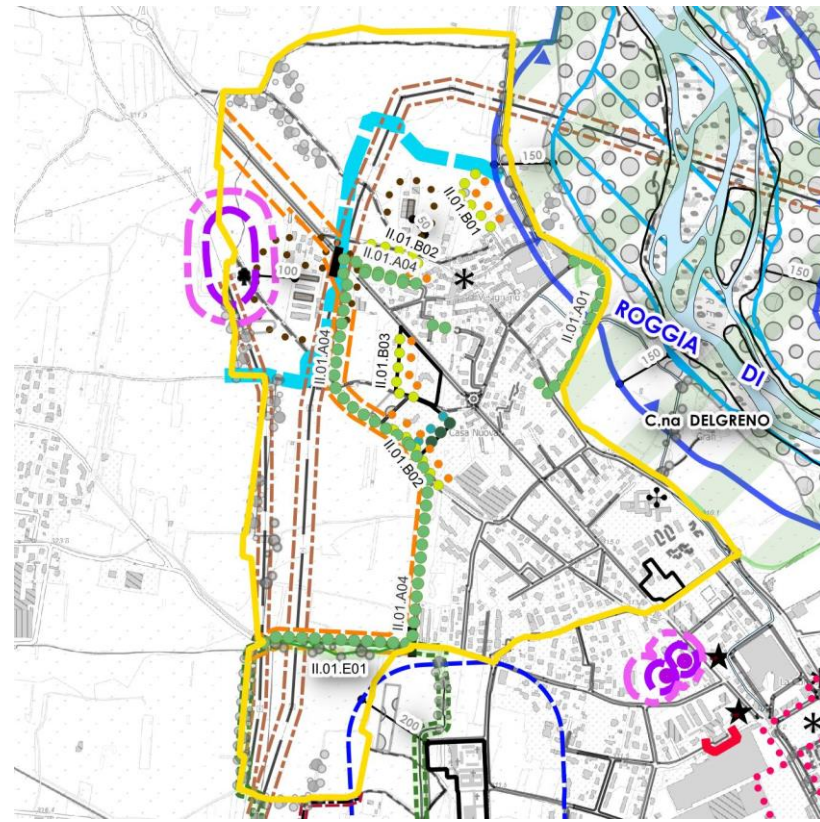 150
II.01.B01
50
II.01.B02
II.01.A04
100
II.01.A01
ROGGIA DI
150
150
II.01.A04
II.01.B03
C.na DELGRENO
Casa Nuova
II.01.B02
II.01.A04
II.01.E01
200